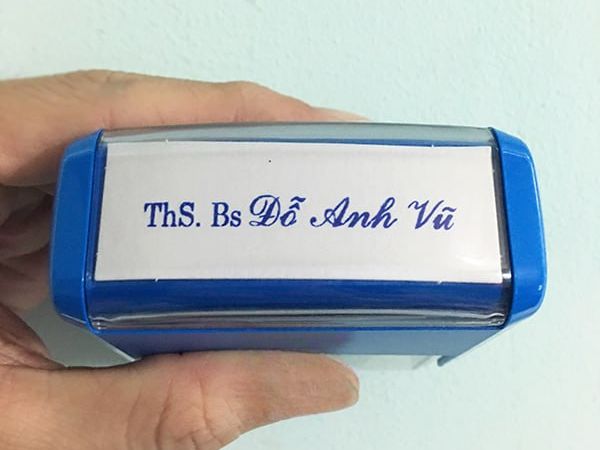 ThS. Bs Đỗ Anh Vũ